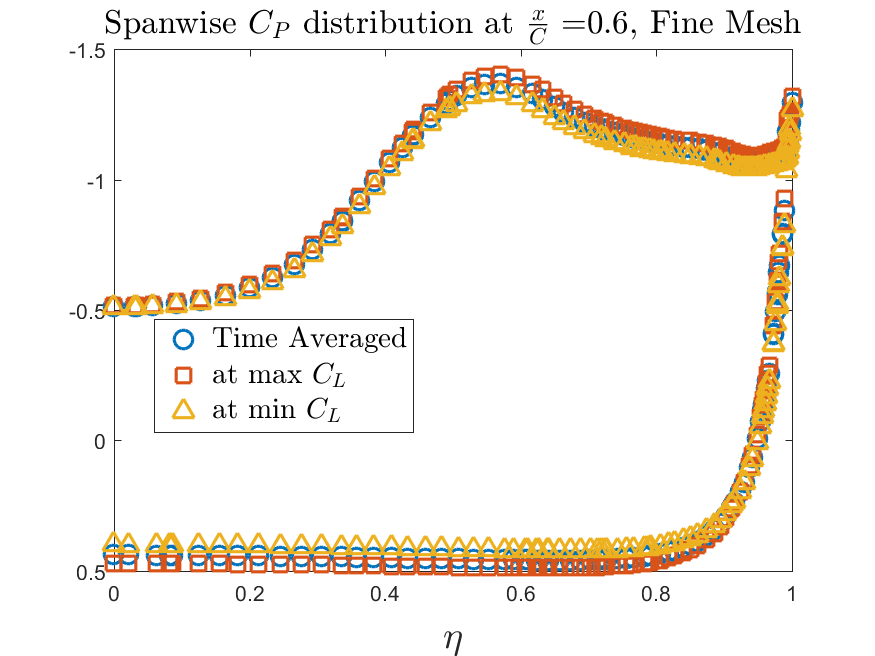 Spanwise C_P distribution at x/C =0.6, Fine Mesh
-1.5
-1
-0.5
0
0.5
Time Averaged
at max C_L
at min C_L
0 0.2 0.4 0.6 0.8 1
η